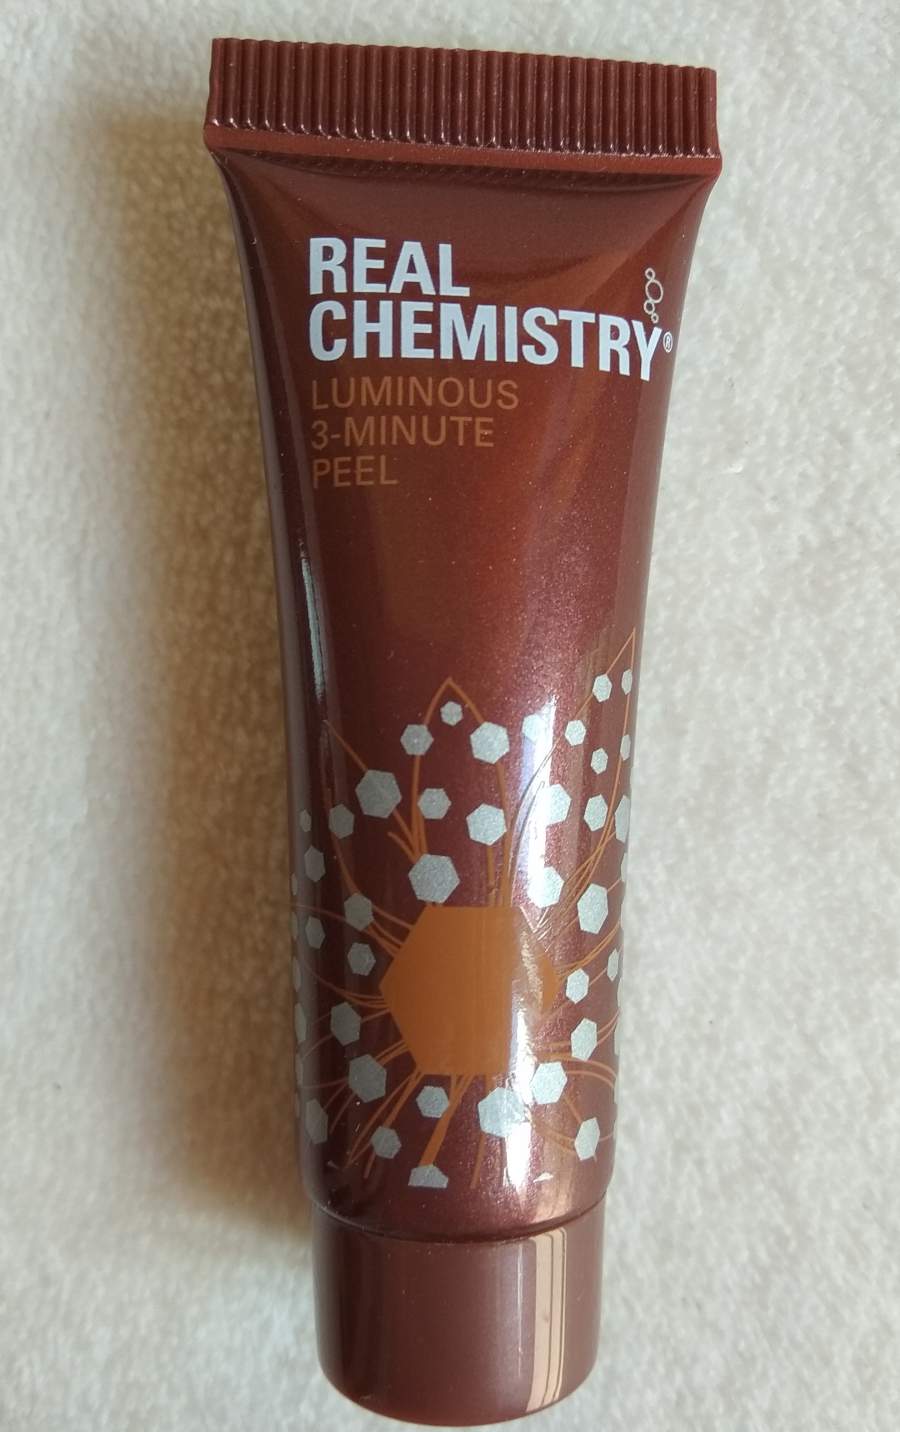 REAL
CHEMISTRY®
LUMINOUS
3-MINUTE
PEEL